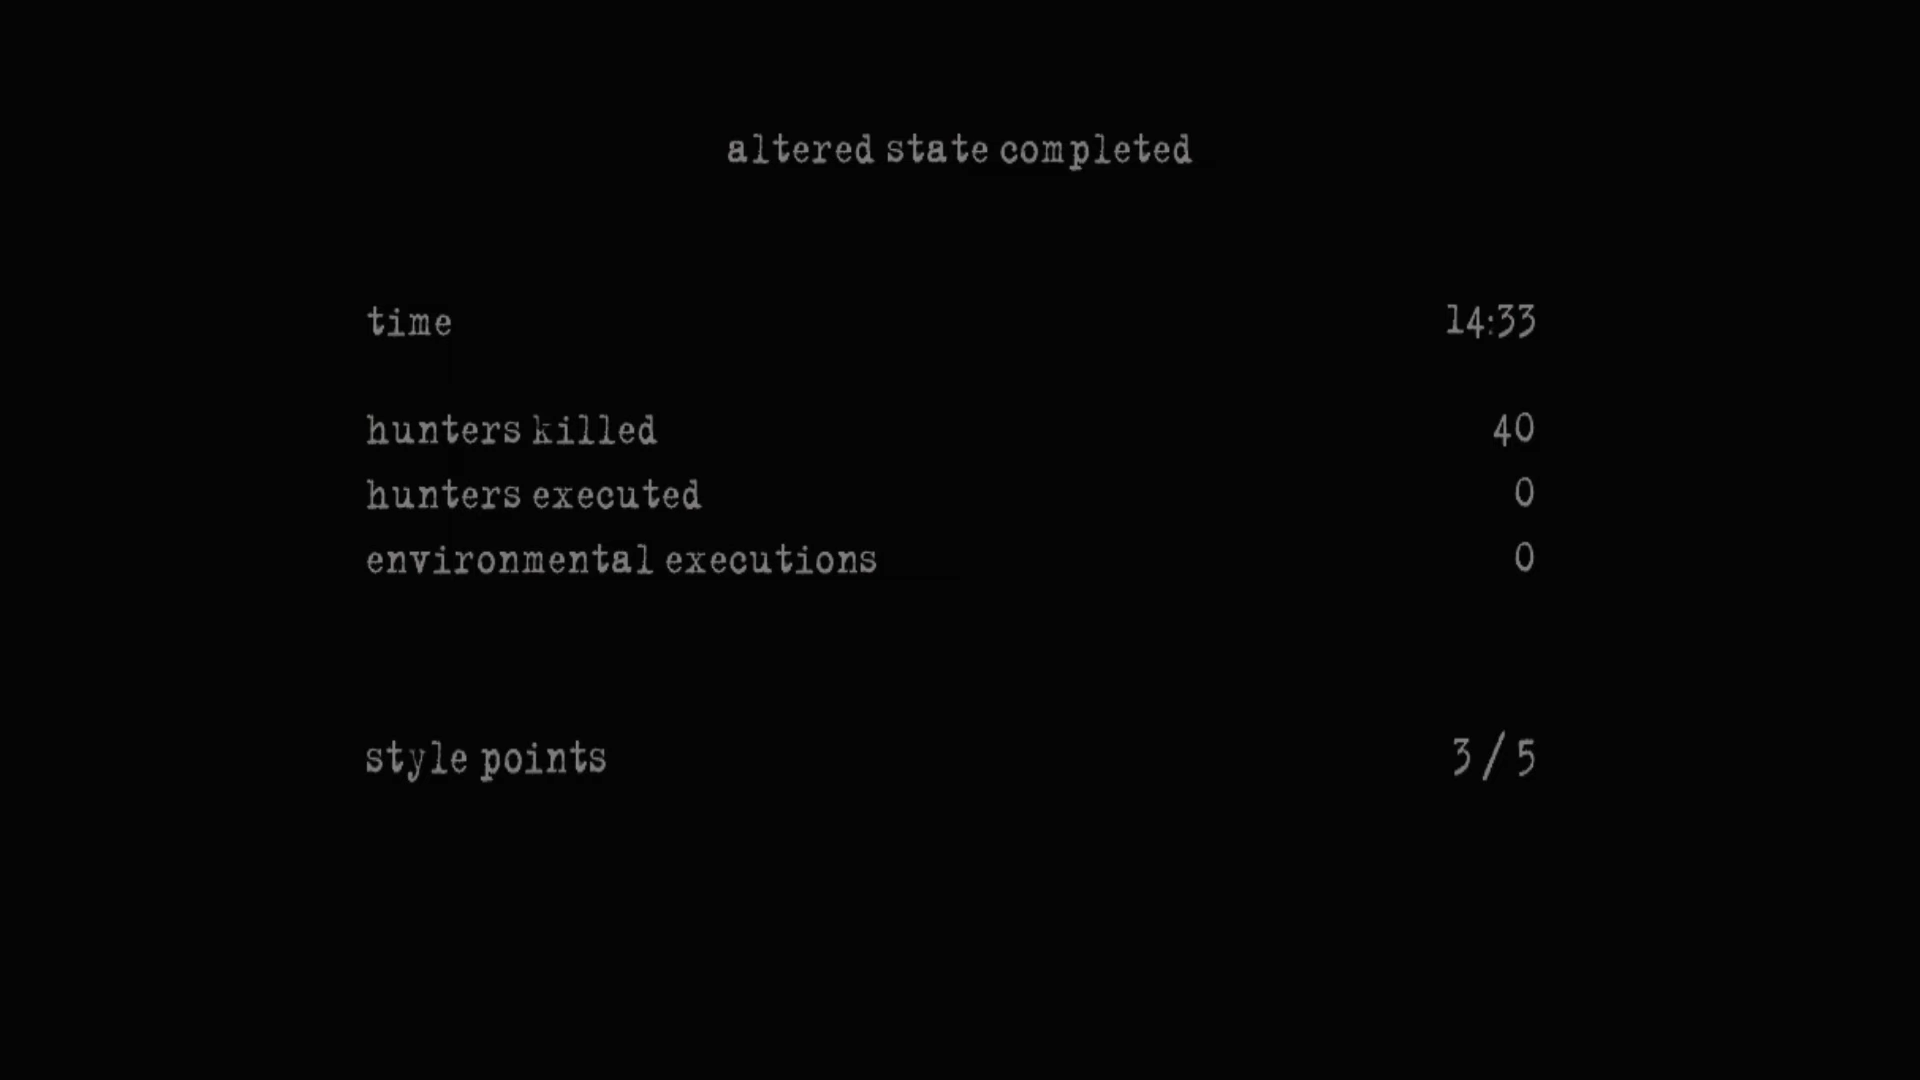 altered state completed
time 14:33
hunters killed 40
hunters executed 0
environmental executions 0
style points 3 / 5